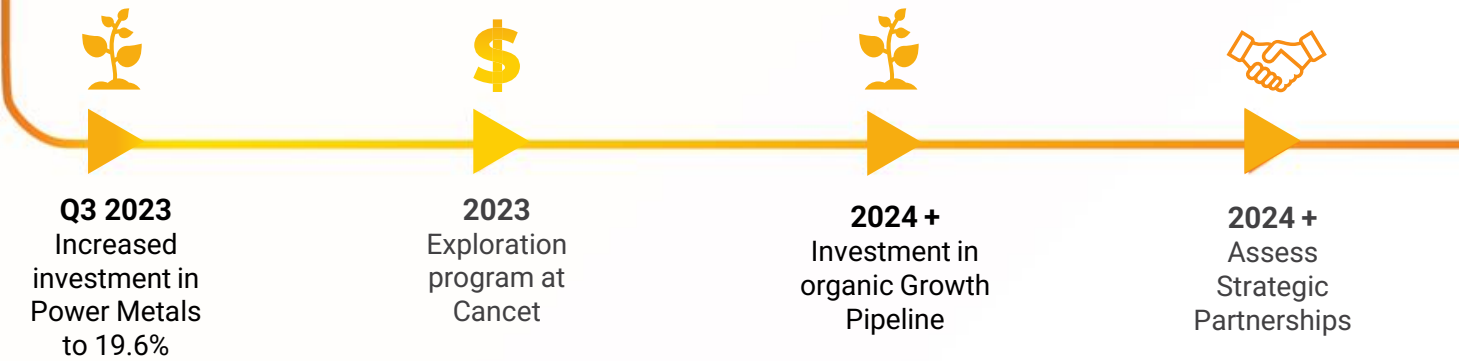 $
Q3 2023
Increased
investment in
Power Metals
to 19.6%
2023
Exploration
program at
Cancet
2024 +
Investment in
organic Growth
Pipeline
2024 +
Assess
Strategic
Partnerships